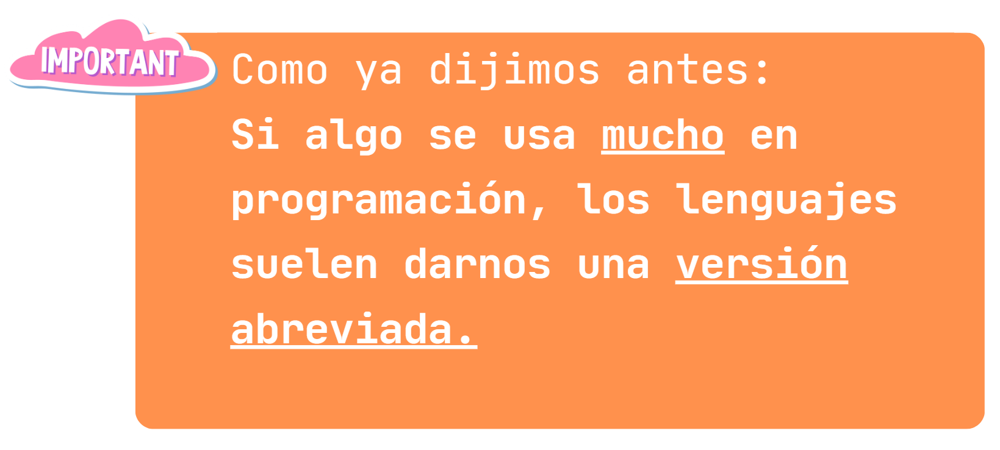 IMPORTANT
Como ya dijimos antes:
Si algo se usa mucho en
programación, los lenguajes
suelen darnos una versión
abreviada.